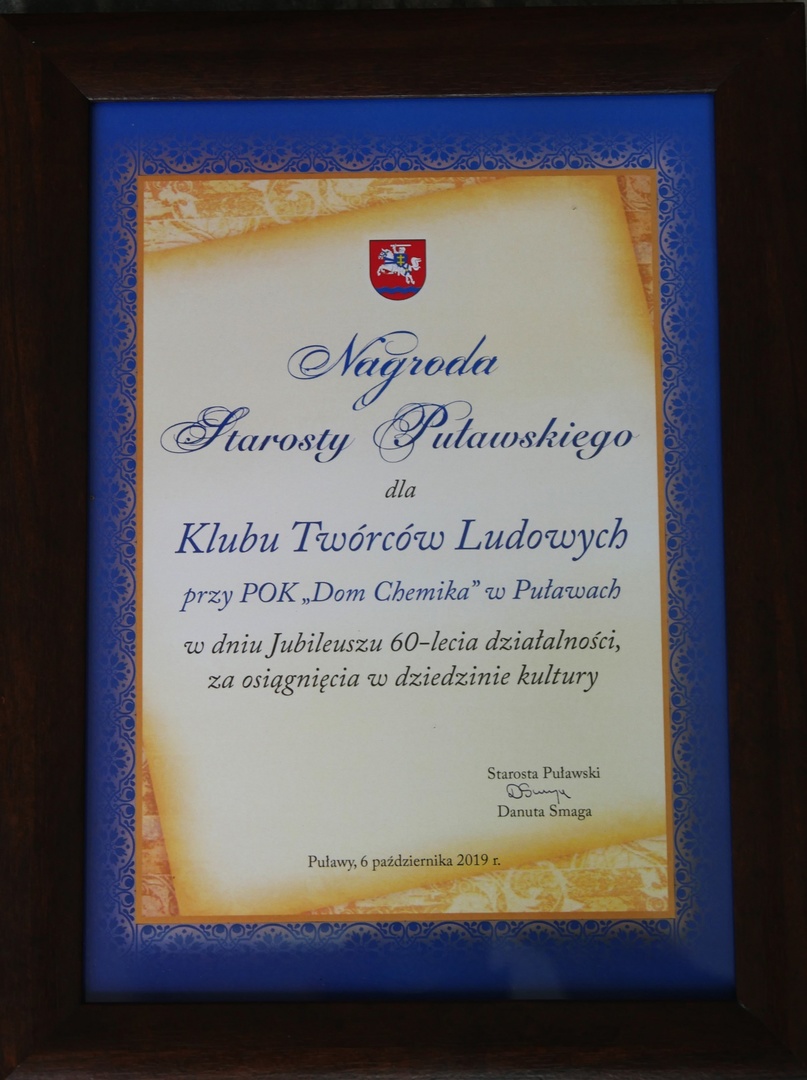 Nagroda
Starosty Puławskiego
dla
Klubu Twórców Ludowych
przy POK „Dom Chemika” w Puławach
w dniu Jubileuszu 60-lecia działalności,
za osiągnięcia w dziedzinie kultury
Starosta Puławski
DSmaga
Danuta Smaga
Puławy, 6 października 2019 r.